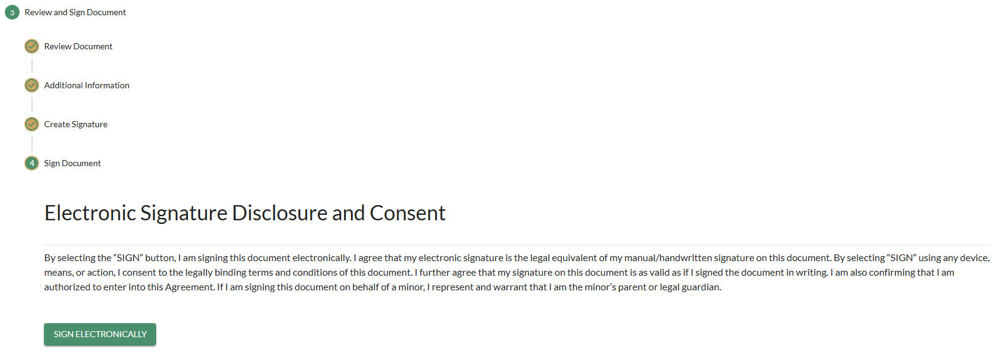 3 Review and Sign Document
Review Document
Additional Information
Create Signature
4 Sign Document
Electronic Signature Disclosure and Consent
By selecting the “SIGN” button, I am signing this document electronically. I agree that my electronic signature is the legal equivalent of my manual/handwritten signature on this document. By selecting “SIGN” using any device,
means, or action, I consent to the legally binding terms and conditions of this document. I further agree that my signature on this document is as valid as if I signed the document in writing. I am also confirming that I am
authorized to enter into this Agreement. If I am signing this document on behalf of a minor, I represent and warrant that I am the minor’s parent or legal guardian.
SIGN ELECTRONICALLY